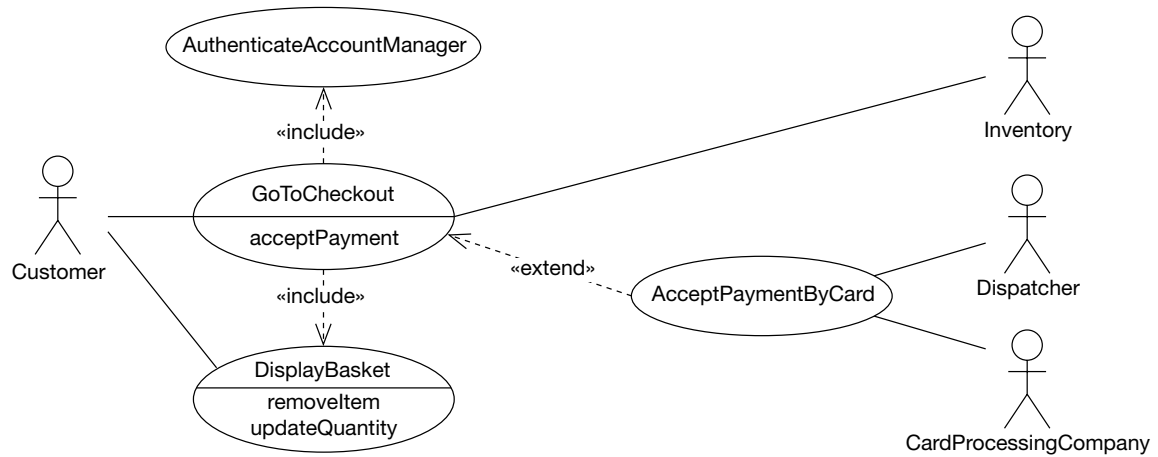 AuthenticateAccountManager
«include»
Inventory
GoToCheckout
acceptPayment
Customer
«extend»
Dispatcher
AcceptPaymentByCard
«include»
DisplayBasket
removeItem
updateQuantity
CardProcessingCompany